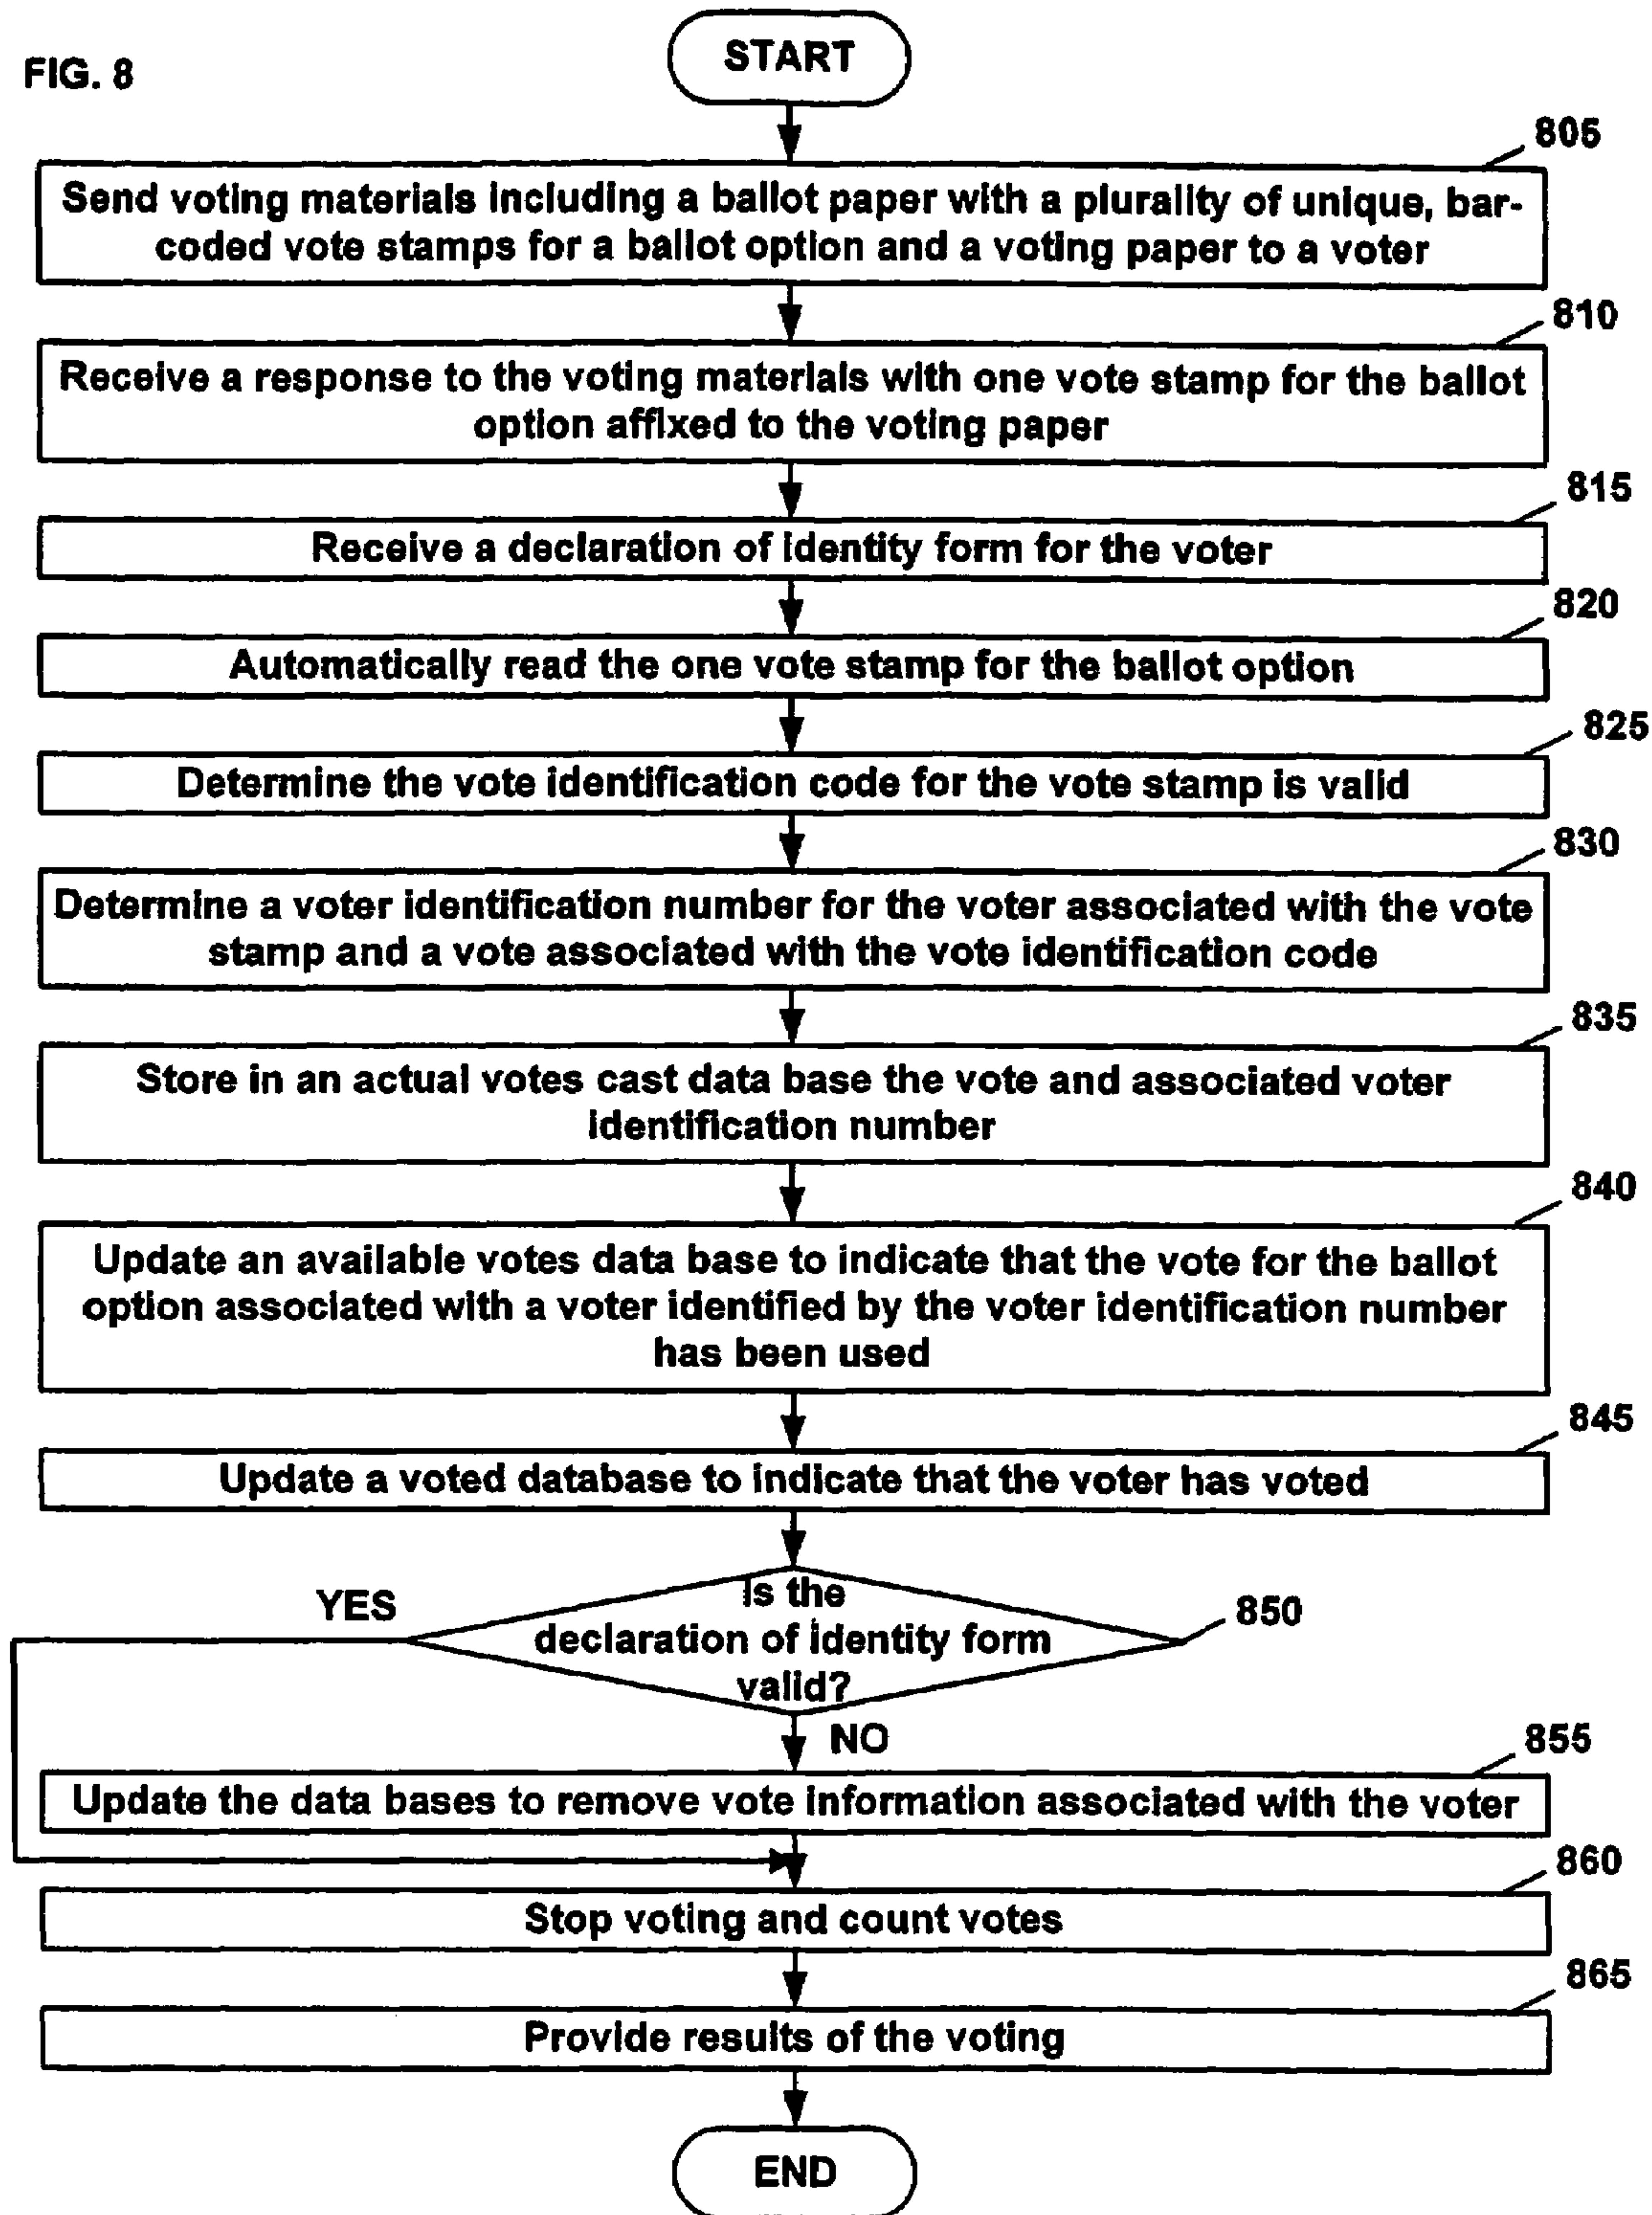 START
FIG. 8
805
Send voting materials including a ballot paper with a plurality of unique, bar-
coded vote stamps for a ballot option and a voting paper to a voter
810
Receive a response to the voting materials with one vote stamp for the ballot
option affixed to the voting paper
815
Receive a declaration of identity form for the voter
820
Automatically read the one vote stamp for the ballot option
825
Determine the vote identification code for the vote stamp is valid
830
Determine a voter identification number for the voter associated with the vote
stamp and a vote associated with the vote identification code
835
Store in an actual votes cast data base the vote and associated voter
identification number
840
Update an available votes data base to indicate that the vote for the ballot
option associated with a voter identified by the voter identification number
has been used
845
Update a voted database to indicate that the voter has voted
YES
Is the
declaration of identity form
valid?
850
NO
855
Update the data bases to remove vote information associated with the voter
860
Stop voting and count votes
865
Provide results of the voting
END